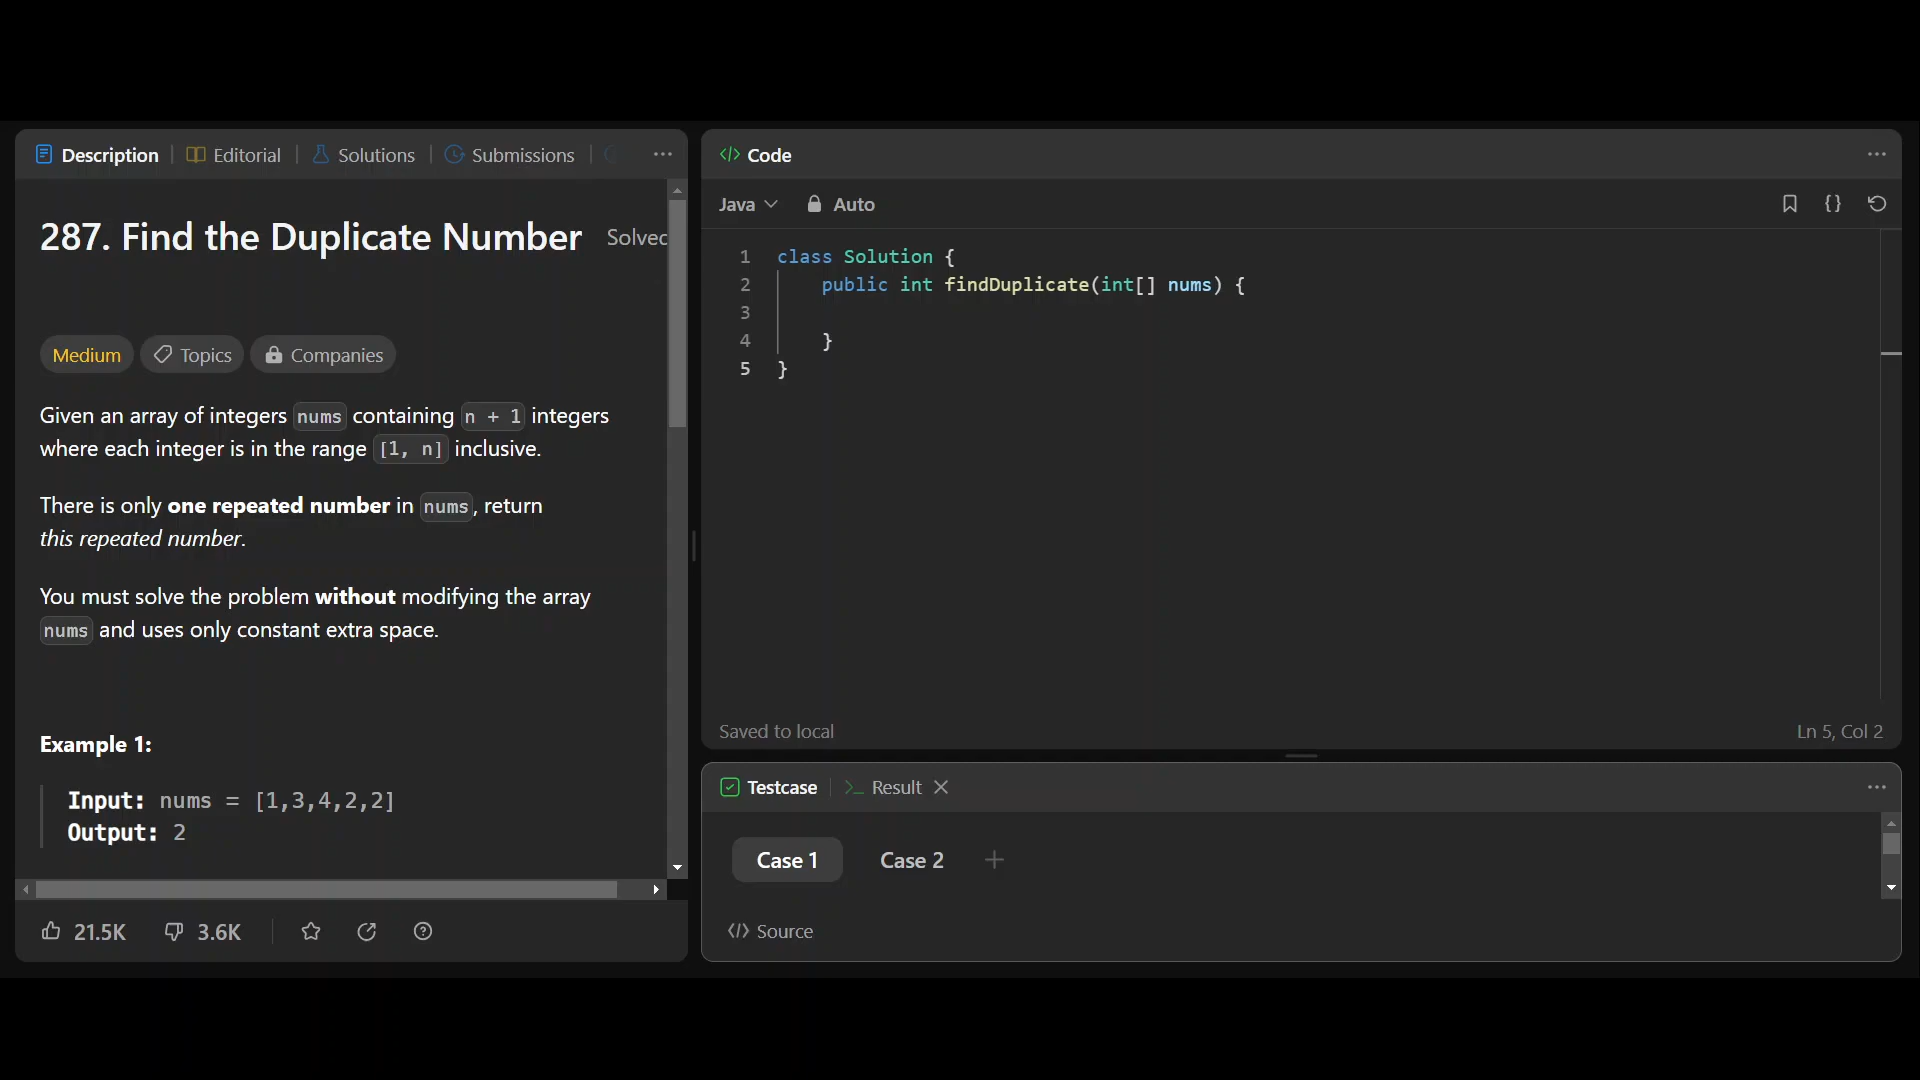 Description
Editorial
Solutions
Submissions
287. Find the Duplicate Number
Solved
Medium
Topics
Companies
Given an array of integers nums containing n + 1 integers
where each integer is in the range [1, n] inclusive.
There is only one repeated number in nums, return
this repeated number.
You must solve the problem without modifying the array
nums and uses only constant extra space.
Example 1:
Input: nums = [1,3,4,2,2]
Output: 2
21.5K
3.6K
</> Code
Java
Auto
{}
1 class Solution {
2 public int findDuplicate(int[] nums) {
3
4 }
5 }
Saved to local
Ln 5, Col 2
Testcase
>_ Result
Case 1
Case 2
+
</> Source